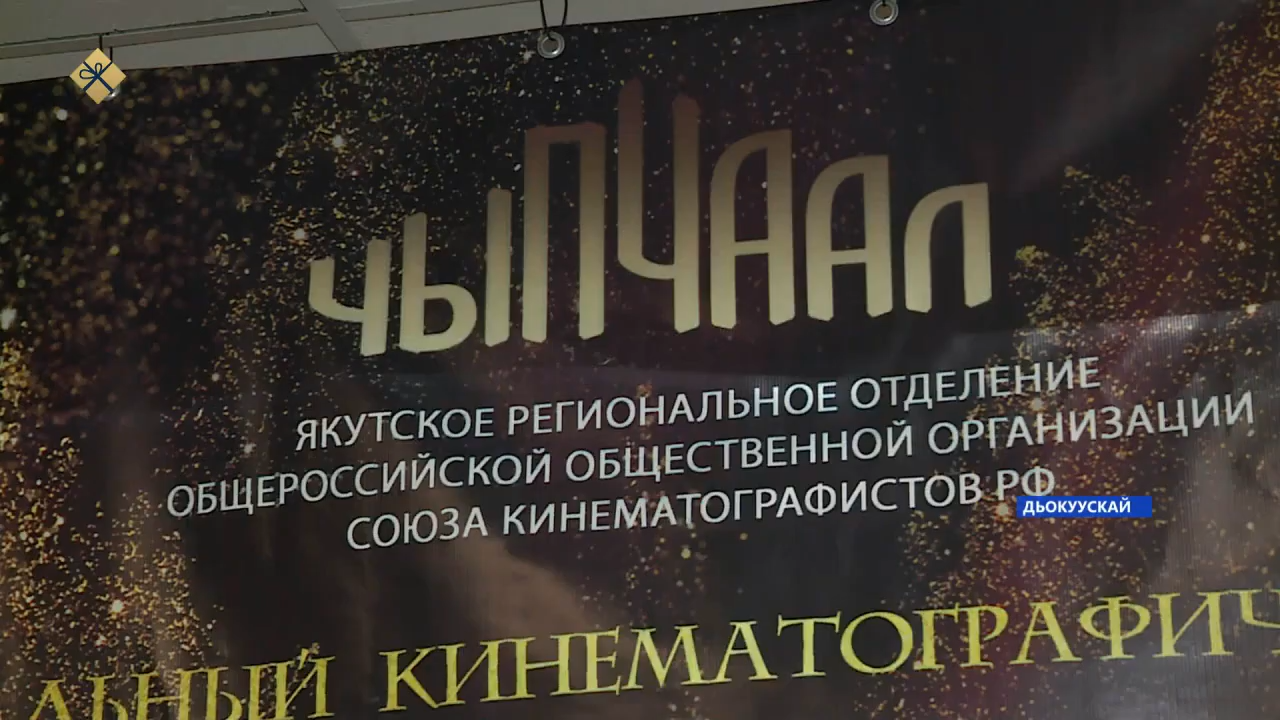 ЧЫПЧААЛ
ЯКУТСКОЕ РЕГИОНАЛЬНОЕ ОТДЕЛЕНИЕ
ОБЩЕРОССИЙСКОЙ ОБЩЕСТВЕННОЙ ОРГАНИЗАЦИИ
СОЮЗА КИНЕМАТОГРАФИСТОВ РФ
ДЬОКУУСКАЙ
АЛЬНЫЙ КИНЕМАТОГРАФИЧ